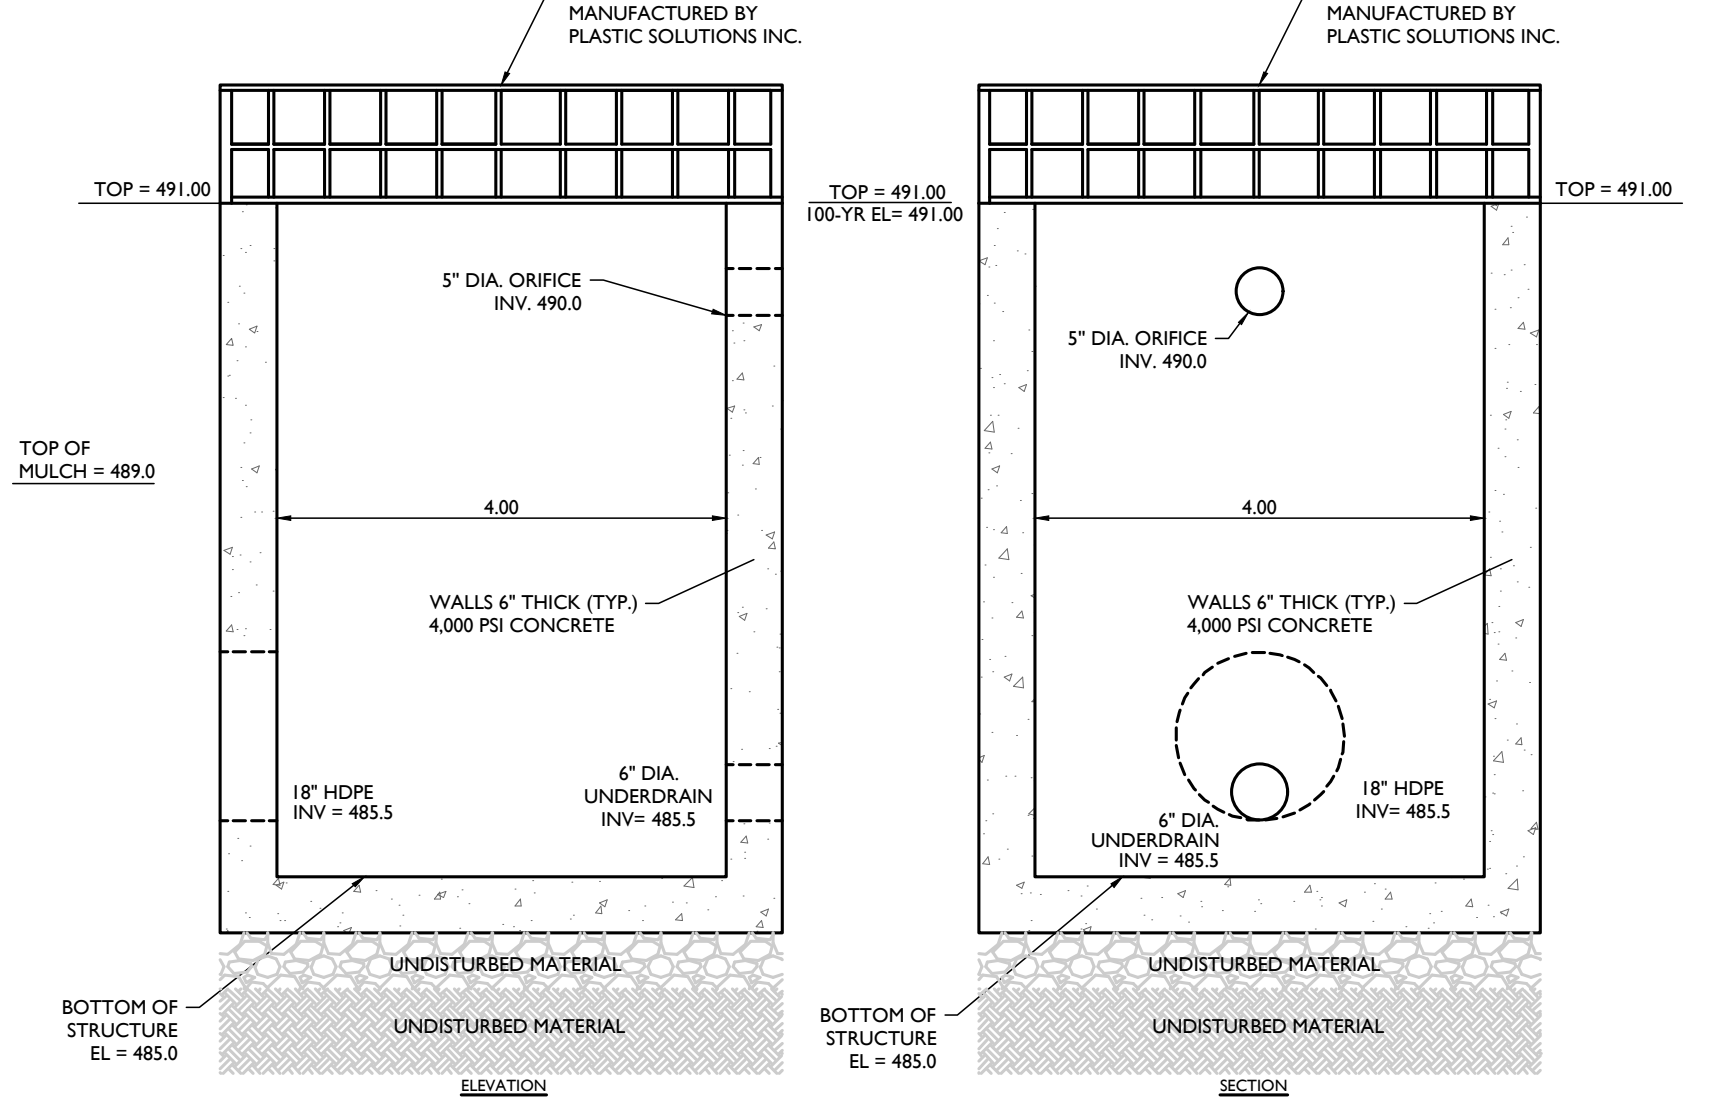 MANUFACTURED BY
PLASTIC SOLUTIONS INC.
TOP = 491.00
5" DIA. ORIFICE
INV. 490.0
TOP OF
MULCH = 489.0
4.00
WALLS 6" THICK (TYP.)
4,000 PSI CONCRETE
18" HDPE
INV = 485.5
6" DIA.
UNDERDRAIN
INV= 485.5
UNDISTURBED MATERIAL
BOTTOM OF
STRUCTURE
EL = 485.0
UNDISTURBED MATERIAL
ELEVATION
MANUFACTURED BY
PLASTIC SOLUTIONS INC.
TOP = 491.00
100-YR EL= 491.00
TOP = 491.00
5" DIA. ORIFICE
INV. 490.0
4.00
WALLS 6" THICK (TYP.)
4,000 PSI CONCRETE
18" HDPE
INV= 485.5
6" DIA.
UNDERDRAIN
INV = 485.5
UNDISTURBED MATERIAL
BOTTOM OF
STRUCTURE
EL = 485.0
UNDISTURBED MATERIAL
SECTION